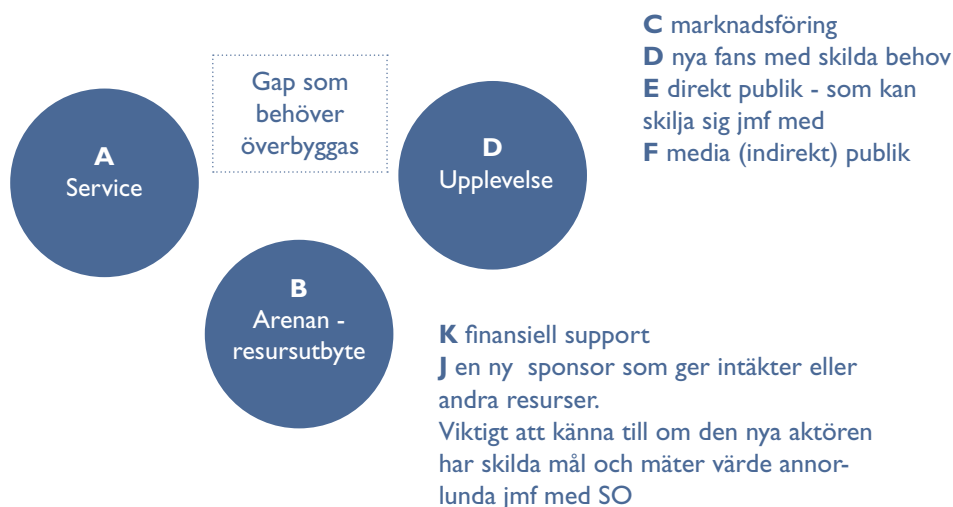 C marknadsföring
D nya fans med skilda behov
E direkt publik - som kan
skilja sig jmf med
F media (indirekt) publik
Gap som
behöver
överbyggas
A
Service
D
Upplevelse
B
Arenan -
resursutbyte
K finansiell support
J en ny sponsor som ger intäkter eller
andra resurser.
Viktigt att känna till om den nya aktören
har skilda mål och mäter värde annor-
lunda jmf med SO